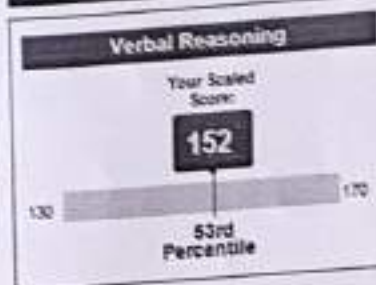 Verbal Reasoning
Your Scaled
Score:
152
130
170
53rd
Percentile